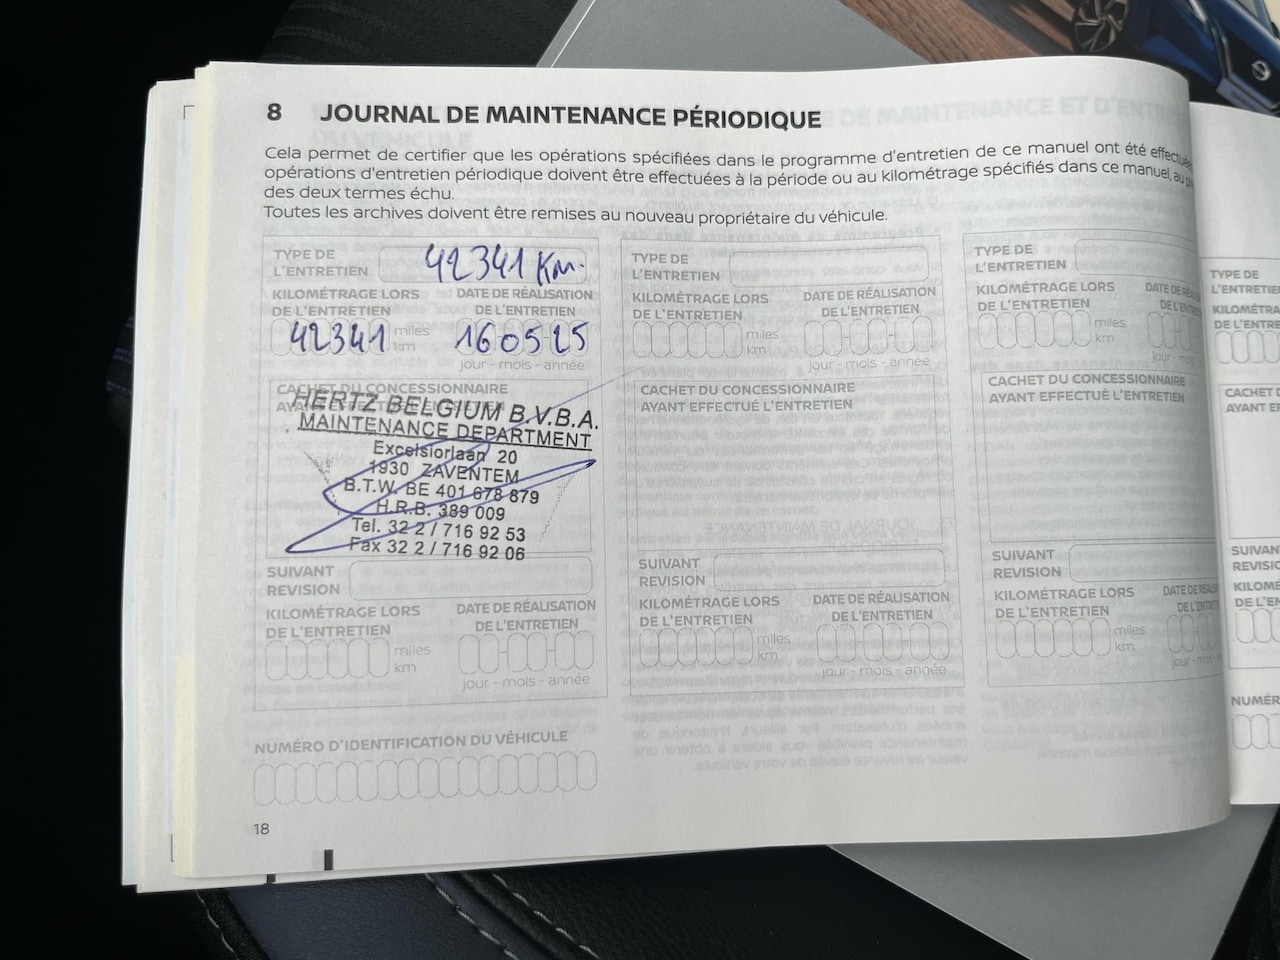 8 JOURNAL DE MAINTENANCE PÉRIODIQUE
Cela permet de certifier que les opérations spécifiées dans le programme d'entretien de ce manuel ont été
opérations d'entretien périodique doivent être effectuées à la période ou au kilométrage spécifiés dans ce manuel, au
des deux termes échu.
Toutes les archives doivent être remises au nouveau propriétaire du véhicule.
TYPE DE
L'ENTRETIEN
42341 Km.
KILOMÉTRAGE LORS
DE L'ENTRETIEN
DATE DE RÉALISATION
DE L'ENTRETIEN
42341 miles
km
160525
jour - mois - année
CACHET DU CONCESSIONNAIRE
HERTZ BELGIUM B.V.B.A.
MAINTENANCE DEPARTMENT
Excelsiorlaan 20
1930 ZAVENTEM
B.T.W. BE 401 678 879
H.R.B. 389 009
Tel. 32 2 / 716 92 53
Fax 32 2 / 716 92 06
SUIVANT
REVISION
KILOMÉTRAGE LORS
DE L'ENTRETIEN
DATE DE RÉALISATION
DE L'ENTRETIEN
miles
km
jour - mois - année
NUMÉRO D'IDENTIFICATION DU VÉHICULE
18
TYPE DE
L'ENTRETIEN
KILOMÉTRAGE LORS
DE L'ENTRETIEN
DATE DE RÉALISATION
DE L'ENTRETIEN
miles
km
jour - mois - année
CACHET DU CONCESSIONNAIRE
AYANT EFFECTUÉ L'ENTRETIEN
SUIVANT
REVISION
KILOMÉTRAGE LORS
DE L'ENTRETIEN
DATE DE RÉALISATION
DE L'ENTRETIEN
miles
km
jour - mois - année
TYPE DE
L'ENTRETIEN
KILOMÉTRAGE LORS
DE L'ENTRETIEN
DATE DE
miles
km
CACHET DU CONCESSIONNAIRE
AYANT EFFECTUÉ L'ENTRETIEN
SUIVANT
REVISION
KILOMÉTRAGE LORS
DE L'ENTRETIEN
DATE DE
miles
km
jour - mois
TYPE DE
L'ENTRETIEN